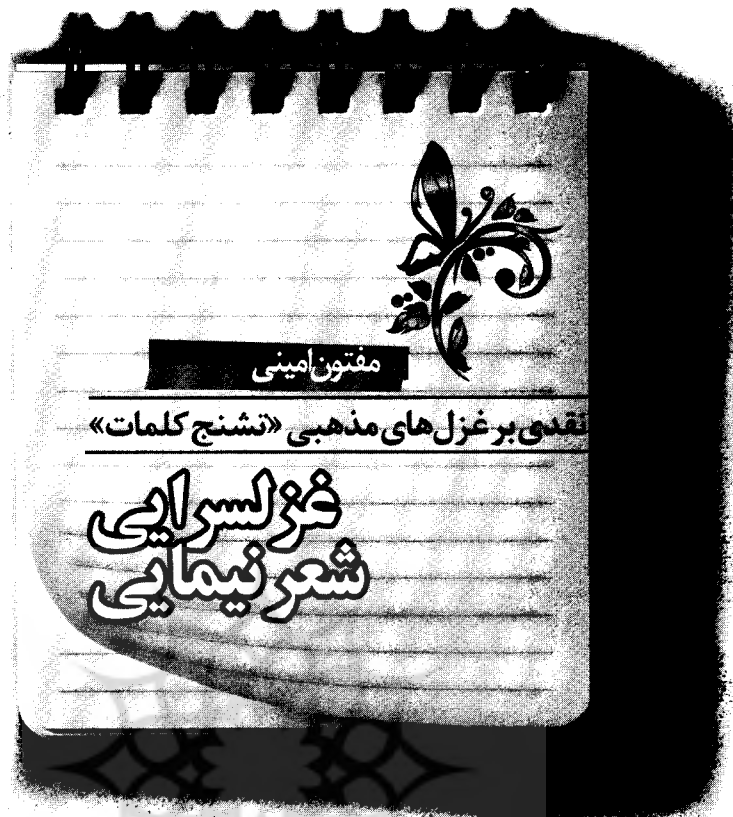 مفتون امینی
نقدی بر غزل‌های مذهبی «تشنج کلمات»
غزلسرایی
شعر نیمایی